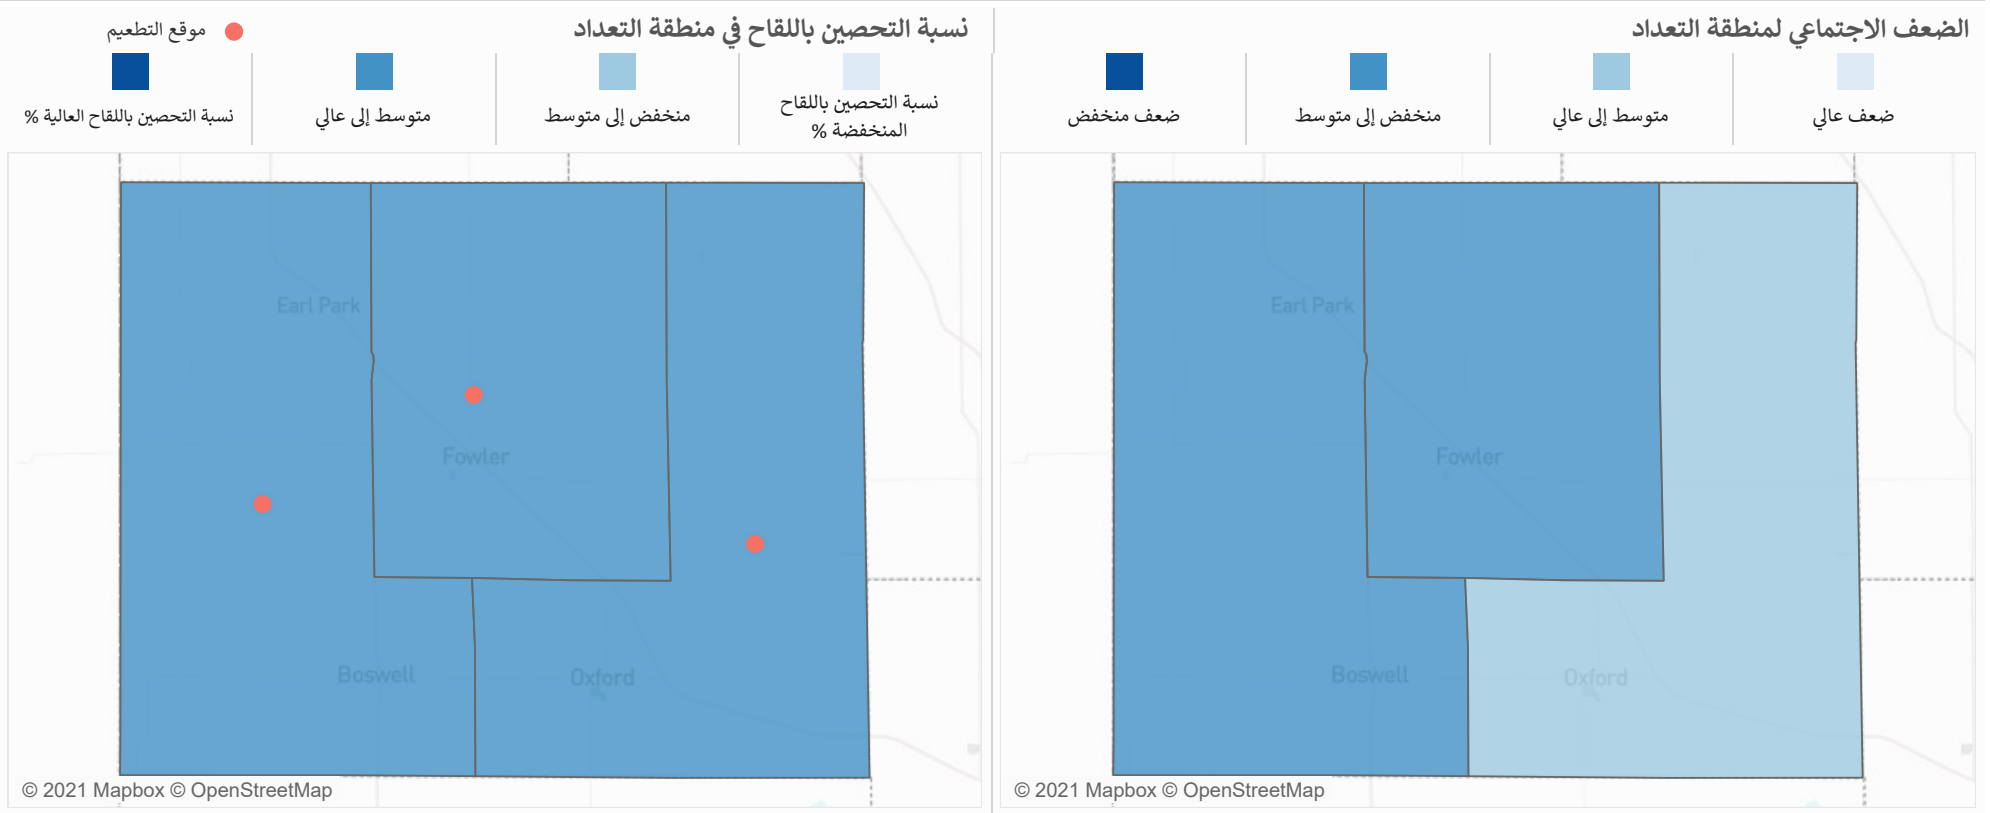 الضعف الاجتماعي لمنطقة التعداد
ضعف عالي
متوسط إلى عالي
منخفض إلى متوسط
ضعف منخفض
Earl Park
Fowler
Boswell
Oxford
© 2021 Mapbox © OpenStreetMap
نسبة التحصين باللقاح في منطقة التعداد
موقع التطعيم
نسبة التحصين باللقاح
المنخفضة %
منخفض إلى متوسط
متوسط إلى عالي
نسبة التحصين باللقاح العالية %
Earl Park
Fowler
Boswell
Oxford
© 2021 Mapbox © OpenStreetMap